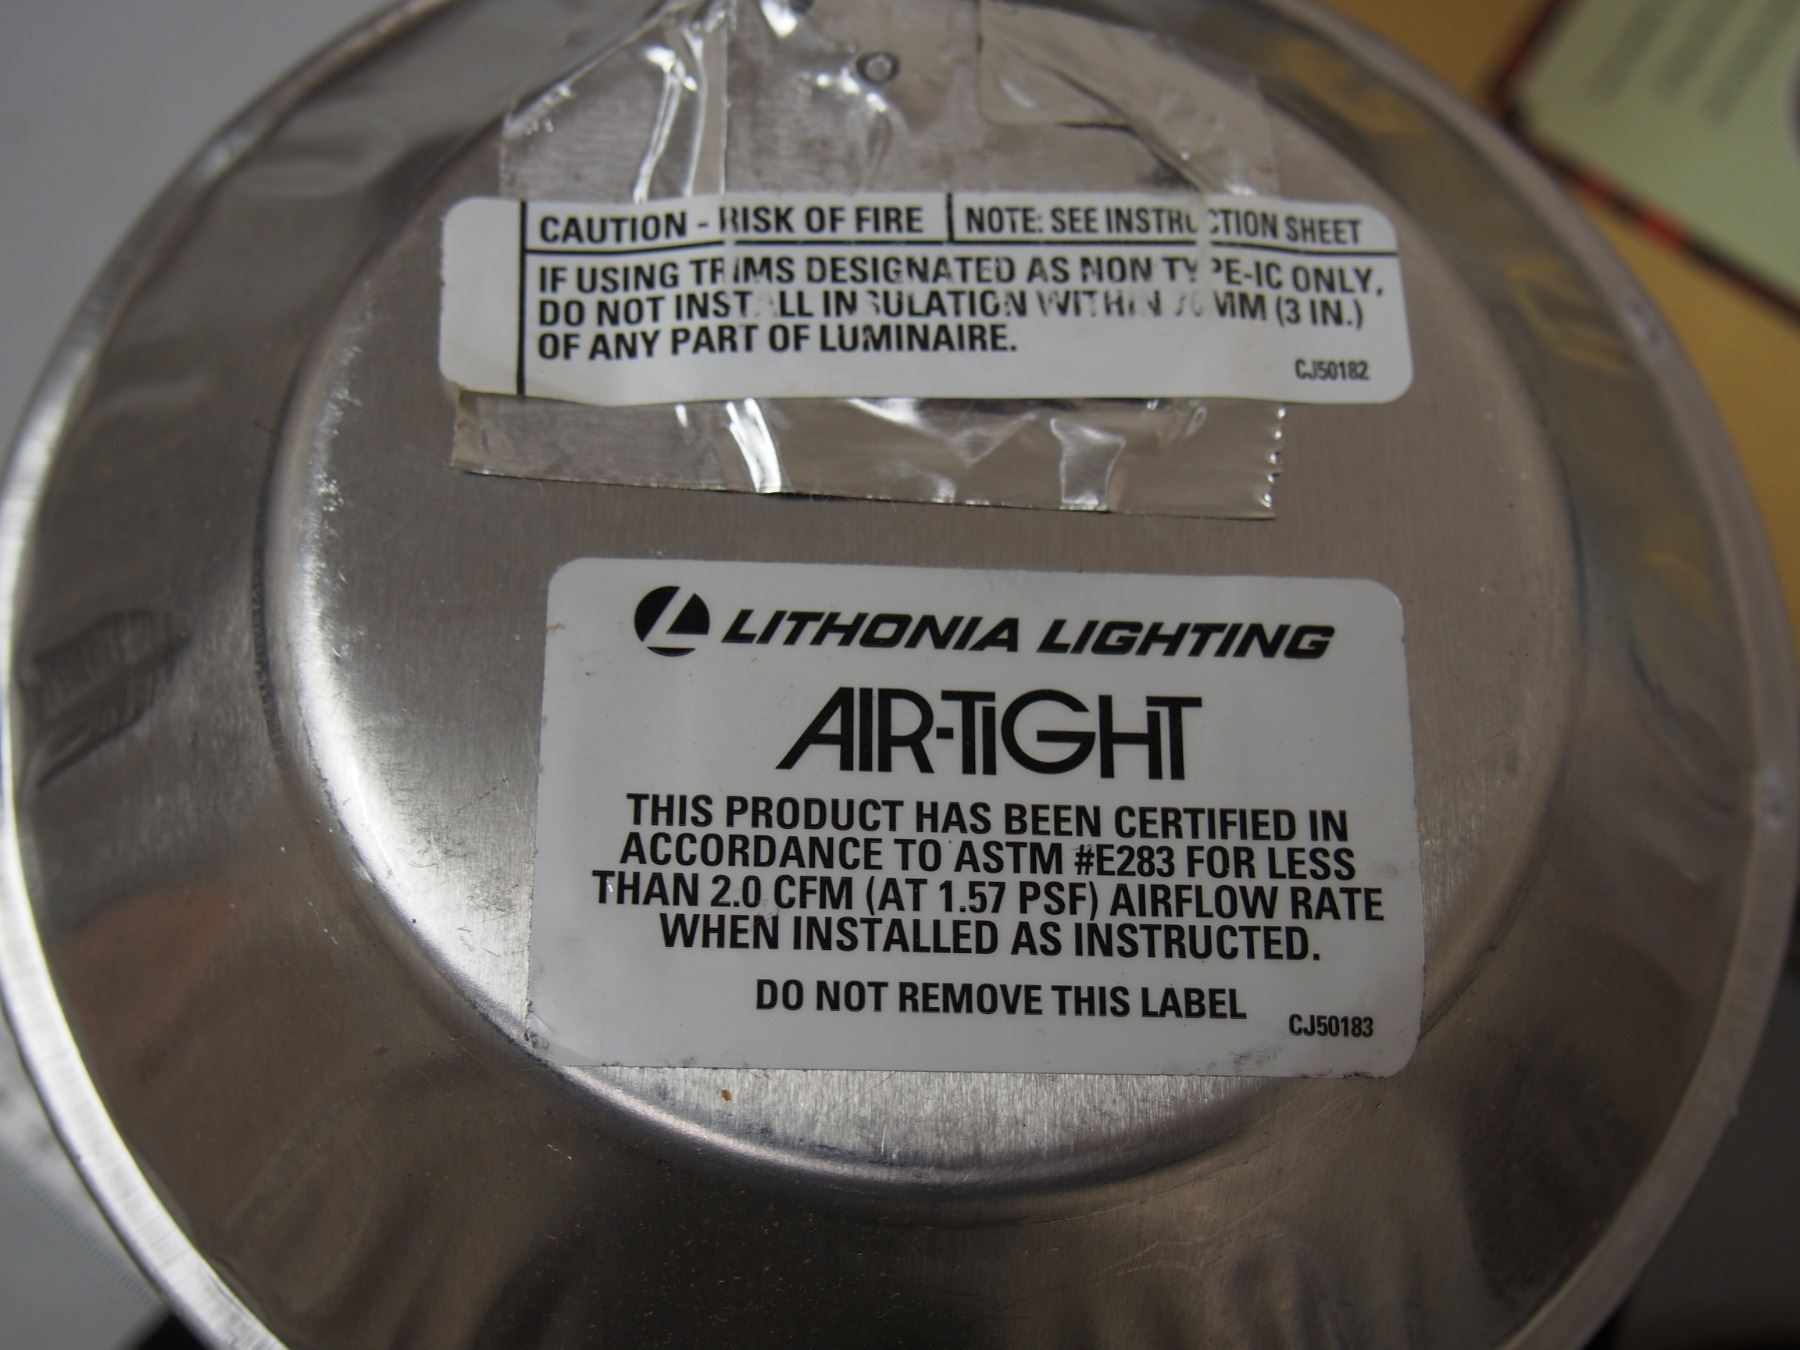 CAUTION - RISK OF FIRE NOTE: SEE INSTRUCTION SHEET
IF USING TRIMS DESIGNATED AS NON TYPE-IC ONLY,
DO NOT INSTALL INSULATION WITHIN MM (3 IN.)
OF ANY PART OF LUMINAIRE.
CJ50182
LITHONIA LIGHTING
AIR-TiGHT
THIS PRODUCT HAS BEEN CERTIFIED IN
ACCORDANCE TO ASTM #E283 FOR LESS
THAN 2.0 CFM (AT 1.57 PSF) AIRFLOW RATE
WHEN INSTALLED AS INSTRUCTED.
DO NOT REMOVE THIS LABEL
CJ50183